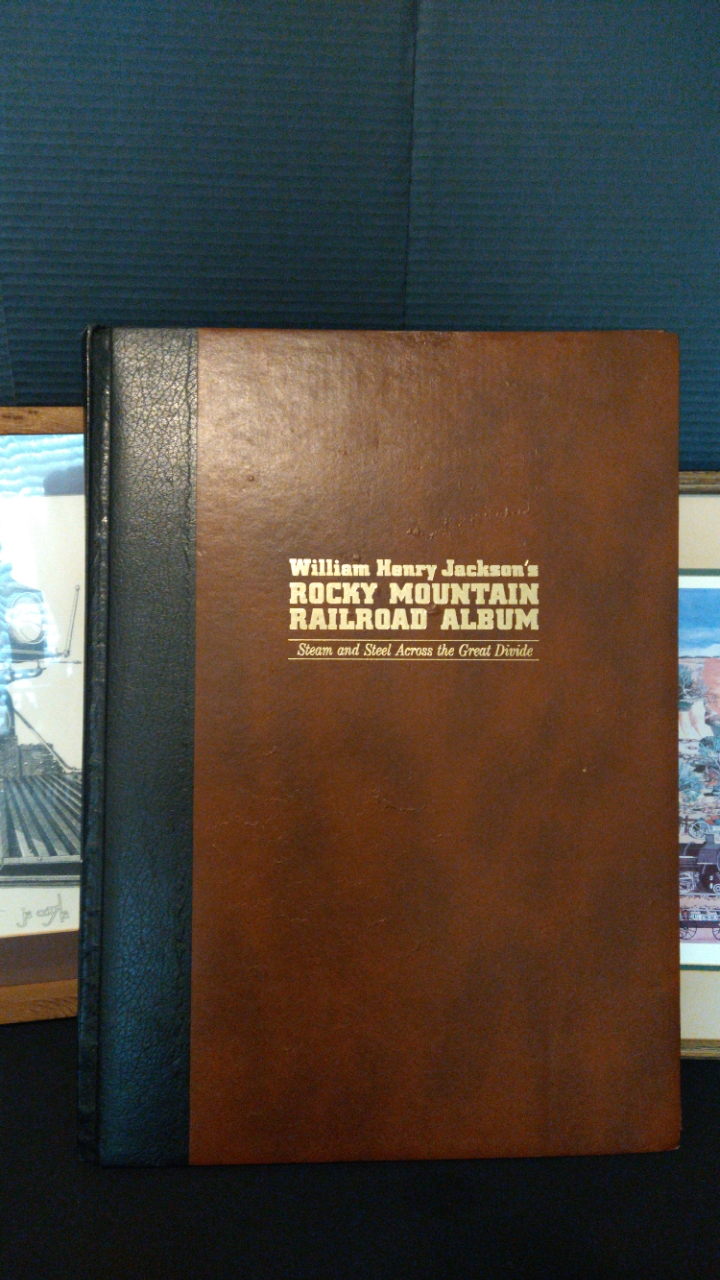 William Henry Jackson's
ROCKY MOUNTAIN
RAILROAD ALBUM
Steam and Steel Across the Great Divide